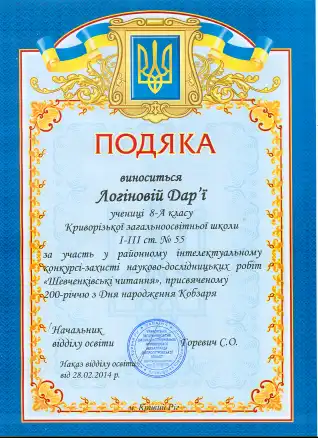 ПОДЯКА
виноситься
Логіновій Дар'ї
учениці 8-А класу
Криворізької загальноосвітньої школи
І-ІІІ ст. № 55
за участь у районному інтелектуальному
конкурсі-захисті науково-дослідницьких робіт
«Шевченківські читання», присвяченому
200-річчю з Дня народження Кобзаря
Начальник
відділу освіти Горевич С.О.
Наказ відділу освіти
від 28.02.2014 р.
м. Кривий Ріг